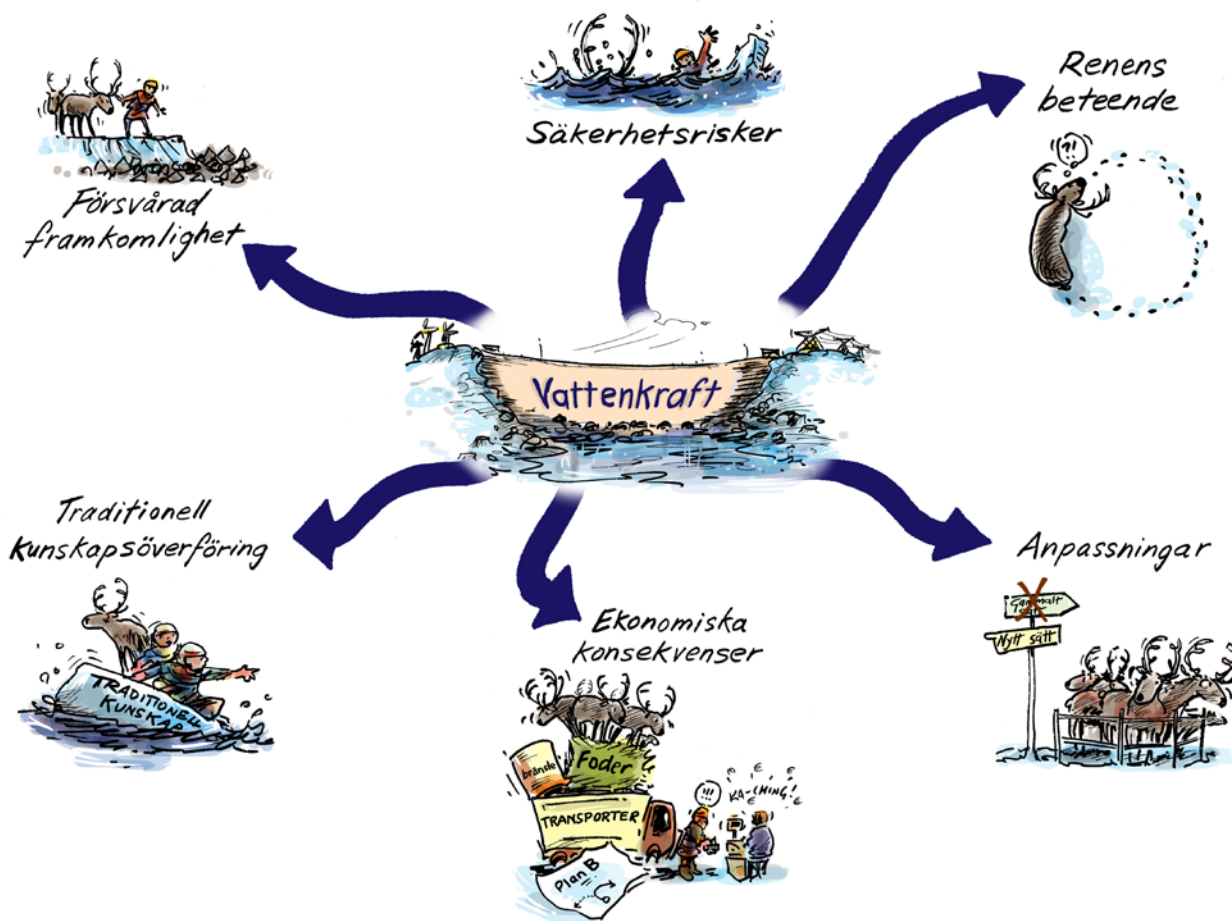 Säkerhetsrisker
Renens
beteende
?!
Försvårad
framkomlighet
Vattenkraft
Traditionell
Kunskapsöverföring
TRADITIONELL
KUNSKAP
Ekonomiska
konsekvenser
bränsle
Foder
TRANSPORTER
Plan B
!!!
KA-CHING!
Anpassningar
Gammalt
Nytt sätt